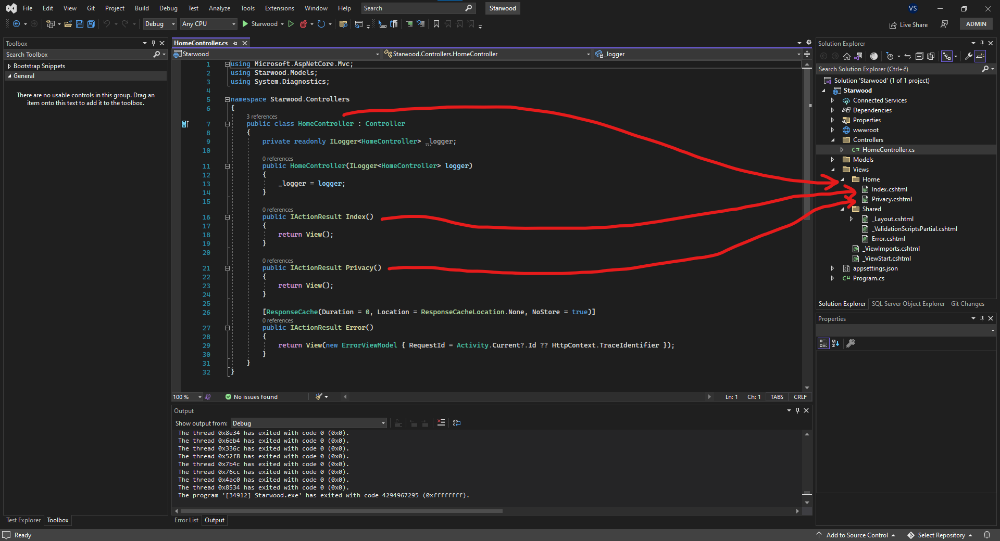 File Edit View Git Project Build Debug Test Analyze Tools Extensions Window Help Search Starwood VS
Debug Any CPU Starwood Live Share ADMIN
Toolbox
Search Toolbox
Bootstrap Snippets
General
There are no usable controls in this group. Drag an
item onto this text to add it to the toolbox.
Test Explorer Toolbox
HomeController.cs
Starwood Starwood.Controllers.HomeController _logger
1 using Microsoft.AspNetCore.Mvc;
2 using Starwood.Models;
3 using System.Diagnostics;
4
5 namespace Starwood.Controllers
6 {
3 references
7 public class HomeController : Controller
8 {
9 private readonly ILogger<HomeController> _logger;
10
0 references
11 public HomeController(ILogger<HomeController> logger)
12 {
13 _logger = logger;
14 }
15
0 references
16 public IActionResult Index()
17 {
18 return View();
19 }
20
0 references
21 public IActionResult Privacy()
22 {
23 return View();
24 }
25
26 [ResponseCache(Duration = 0, Location = ResponseCacheLocation.None, NoStore = true)]
0 references
27 public IActionResult Error()
28 {
29 return View(new ErrorViewModel { RequestId = Activity.Current?.Id ?? HttpContext.TraceIdentifier });
30 }
31 }
32 }
100 % No issues found Ln: 1 Ch: 1 TABS CRLF
Output
Show output from: Debug
The thread 0x8e34 has exited with code 0 (0x0).
The thread 0x6eb4 has exited with code 0 (0x0).
The thread 0x336c has exited with code 0 (0x0).
The thread 0x52f8 has exited with code 0 (0x0).
The thread 0x7b4c has exited with code 0 (0x0).
The thread 0x76cc has exited with code 0 (0x0).
The thread 0x4ac0 has exited with code 0 (0x0).
The thread 0x8534 has exited with code 0 (0x0).
The program '[34912] Starwood.exe' has exited with code 4294967295 (0xffffffff).
Error List Output
Solution Explorer
Search Solution Explorer (Ctrl+č)
Solution 'Starwood' (1 of 1 project)
Starwood
Connected Services
Dependencies
Properties
wwwroot
Controllers
C# HomeController.cs
Models
Views
Home
Index.cshtml
Privacy.cshtml
Shared
_Layout.cshtml
_ValidationScriptsPartial.cshtml
Error.cshtml
_ViewImports.cshtml
_ViewStart.cshtml
appsettings.json
C# Program.cs
Solution Explorer SQL Server Object Explorer Git Changes
Properties
Ready Add to Source Control Select Repository